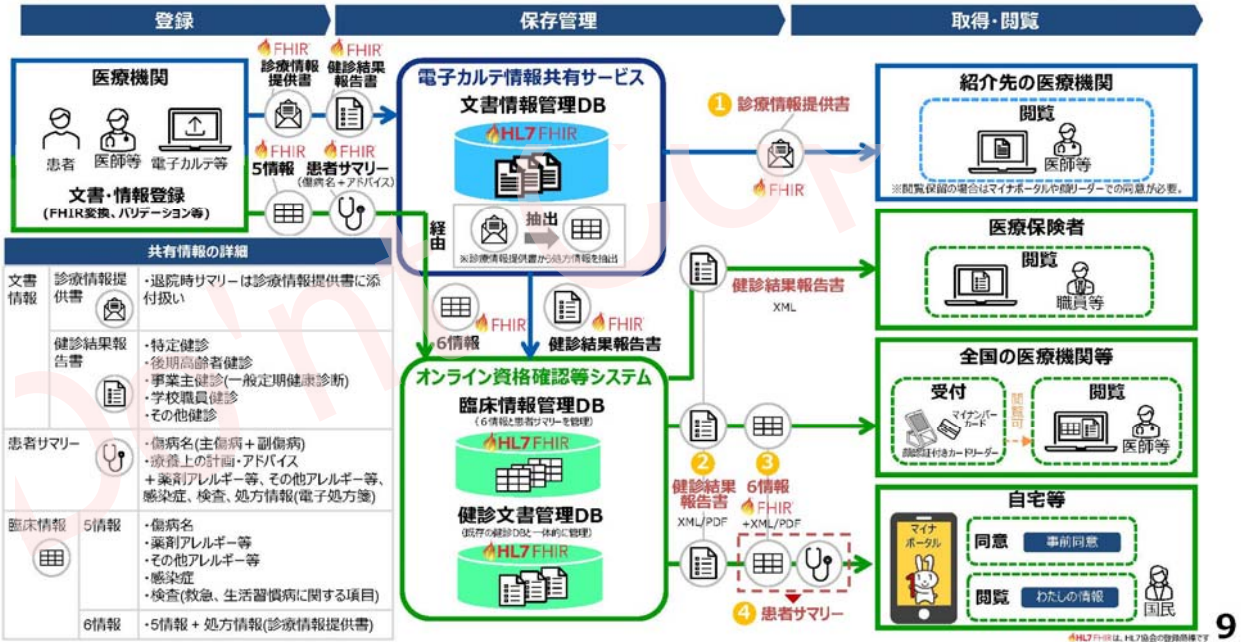 登録
保存管理
取得・閲覧
医療機関
患者
医師等
電子カルテ等
文書・情報登録
(FHIR変換、バリデーション等)
FHIR
診療情報
提供書
FHIR
健診結果
報告書
FHIR
5情報
FHIR
患者サマリー
(傷病名+アドバイス)
経由
電子カルテ情報共有サービス
文書情報管理DB
HL7 FHIR
抽出
※診療情報提供書から処方情報を抽出
FHIR
6情報
FHIR
健診結果報告書
オンライン資格確認等システム
臨床情報管理DB
(6情報と患者サマリーを管理)
HL7 FHIR
健診文書管理DB
(既存の健診DBと一体的に管理)
HL7 FHIR
1 診療情報提供書
FHIR
健診結果報告書
XML
2
健診結果
報告書
XML/PDF
3
6情報
FHIR
+XML/PDF
4 患者サマリー
紹介先の医療機関
閲覧
医師等
※閲覧保留の場合はマイナポータルや顔リーダーでの同意が必要。
医療保険者
閲覧
職員等
全国の医療機関等
受付
マイナンバー
カード
顔認証付きカードリーダー
閲覧可
閲覧
医師等
自宅等
マイナ
ポータル
同意
事前同意
閲覧
わたしの情報
国民
共有情報の詳細
文書
情報
診療情報提
供書
・退院時サマリーは診療情報提供書に添
付扱い
健診結果報
告書
・特定健診
・後期高齢者健診
・事業主健診(一般定期健康診断)
・学校職員健診
・その他健診
患者サマリー
・傷病名(主傷病+副傷病)
・療養上の計画・アドバイス
+薬剤アレルギー等、その他アレルギー等、
感染症、検査、処方情報(電子処方箋)
臨床情報
5情報
・傷病名
・薬剤アレルギー等
・その他アレルギー等
・感染症
・検査(救急、生活習慣病に関する項目)
6情報
・5情報 + 処方情報(診療情報提供書)
HL7 FHIR は、HL7協会の登録商標です
9